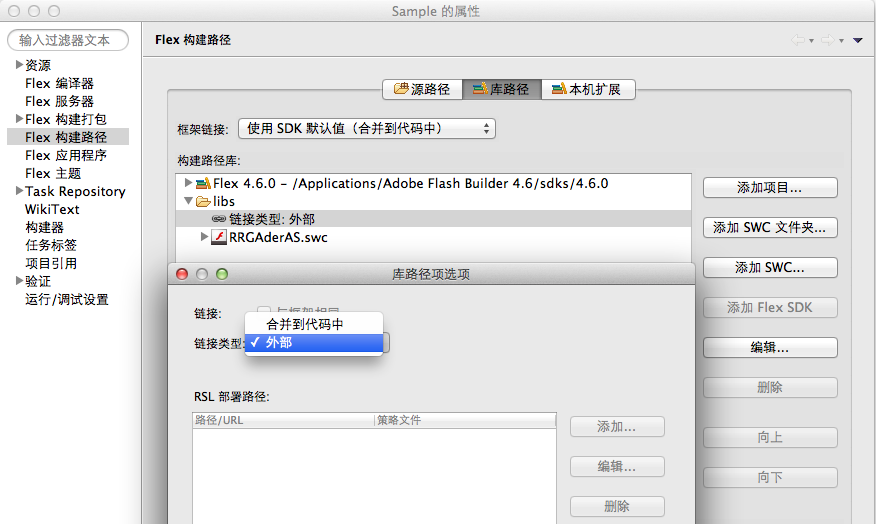 Sample 的属性
输入过滤器文本
资源
Flex 编译器
Flex 服务器
Flex 构建打包
Flex 构建路径
Flex 应用程序
Flex 主题
Task Repository
WikiText
构建器
任务标签
项目引用
验证
运行/调试设置
Flex 构建路径
源路径 库路径 本机扩展
框架链接: 使用 SDK 默认值（合并到代码中）
构建路径库:
Flex 4.6.0 – /Applications/Adobe Flash Builder 4.6/sdks/4.6.0
libs
链接类型: 外部
RRGAderAS.swc
添加项目...
添加 SWC 文件夹...
添加 SWC...
添加 Flex SDK
编辑...
删除
向上
向下
库路径项选项
链接: 与框架相同
合并到代码中
链接类型: ✓ 外部
RSL 部署路径:
路径/URL 策略文件
添加...
编辑...
删除